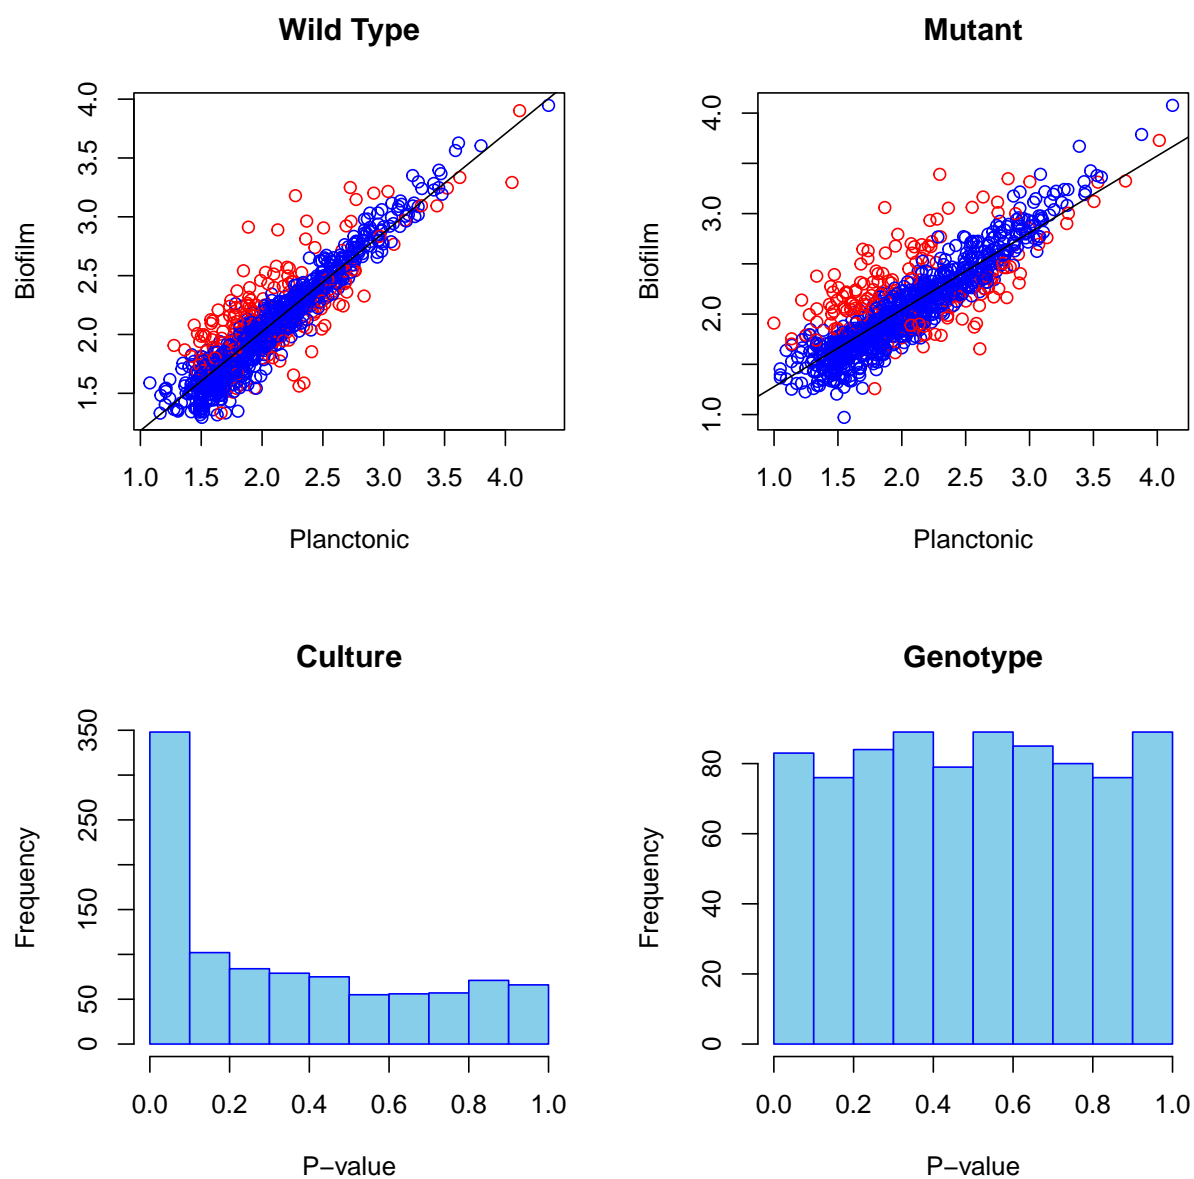 Wild Type
Biofilm
4.0
3.5
3.0
2.5
2.0
1.5
1.0 1.5 2.0 2.5 3.0 3.5 4.0
Planctonic
Mutant
Biofilm
4.0
3.0
2.0
1.0
1.0 1.5 2.0 2.5 3.0 3.5 4.0
Planctonic
Culture
Frequency
350
250
150
50
0
0.0 0.2 0.4 0.6 0.8 1.0
P−value
Genotype
Frequency
80
60
40
20
0
0.0 0.2 0.4 0.6 0.8 1.0
P−value